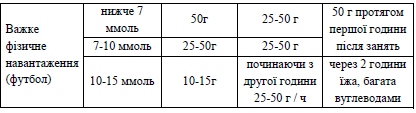 Важке
фізичне
навантаження
(футбол)
нижче 7
ммоль
50г
25-50 г
50 г протягом
першої години
після занять
7-10 ммоль
25-50г
25-50 г
10-15 ммоль
10-15г
починаючи з
другої години
25-50 г / ч
через 2 години
їжа, багата
вуглеводами